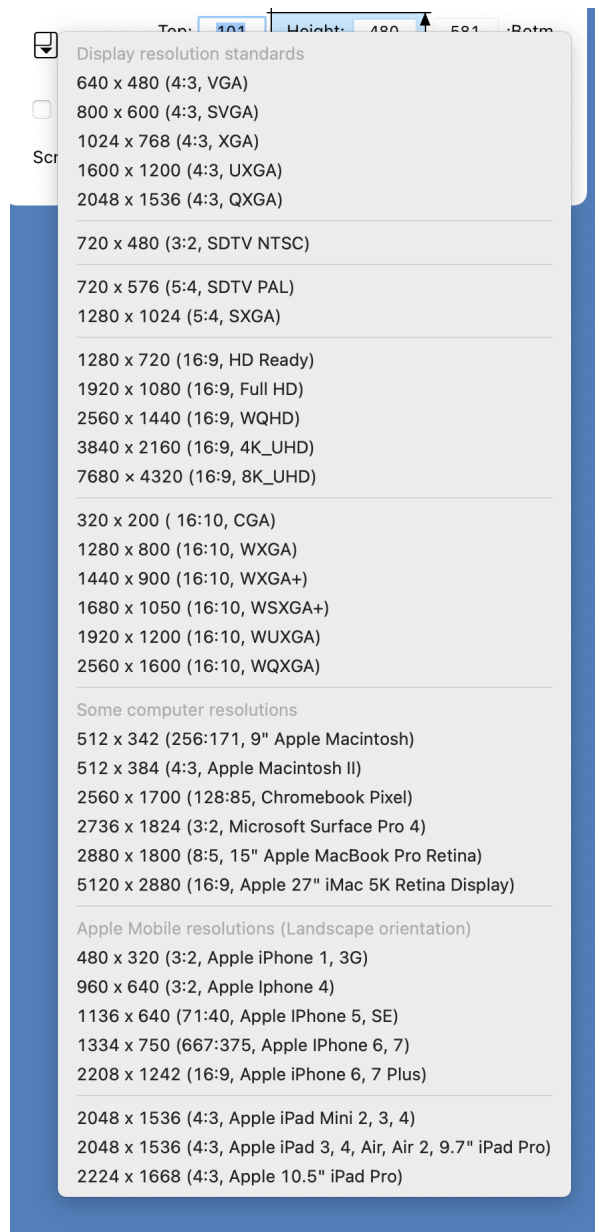 Top: 101 Height: 480 581 :Botm
Display resolution standards
640 x 480 (4:3, VGA)
800 x 600 (4:3, SVGA)
1024 x 768 (4:3, XGA)
Scr
1600 x 1200 (4:3, UXGA)
2048 x 1536 (4:3, QXGA)
720 x 480 (3:2, SDTV NTSC)
720 x 576 (5:4, SDTV PAL)
1280 x 1024 (5:4, SXGA)
1280 x 720 (16:9, HD Ready)
1920 x 1080 (16:9, Full HD)
2560 x 1440 (16:9, WQHD)
3840 x 2160 (16:9, 4K_UHD)
7680 × 4320 (16:9, 8K_UHD)
320 x 200 ( 16:10, CGA)
1280 x 800 (16:10, WXGA)
1440 x 900 (16:10, WXGA+)
1680 x 1050 (16:10, WSXGA+)
1920 x 1200 (16:10, WUXGA)
2560 x 1600 (16:10, WQXGA)
Some computer resolutions
512 x 342 (256:171, 9" Apple Macintosh)
512 x 384 (4:3, Apple Macintosh II)
2560 x 1700 (128:85, Chromebook Pixel)
2736 x 1824 (3:2, Microsoft Surface Pro 4)
2880 x 1800 (8:5, 15" Apple MacBook Pro Retina)
5120 x 2880 (16:9, Apple 27" iMac 5K Retina Display)
Apple Mobile resolutions (Landscape orientation)
480 x 320 (3:2, Apple iPhone 1, 3G)
960 x 640 (3:2, Apple Iphone 4)
1136 x 640 (71:40, Apple IPhone 5, SE)
1334 x 750 (667:375, Apple IPhone 6, 7)
2208 x 1242 (16:9, Apple iPhone 6, 7 Plus)
2048 x 1536 (4:3, Apple iPad Mini 2, 3, 4)
2048 x 1536 (4:3, Apple iPad 3, 4, Air, Air 2, 9.7" iPad Pro)
2224 x 1668 (4:3, Apple 10.5" iPad Pro)